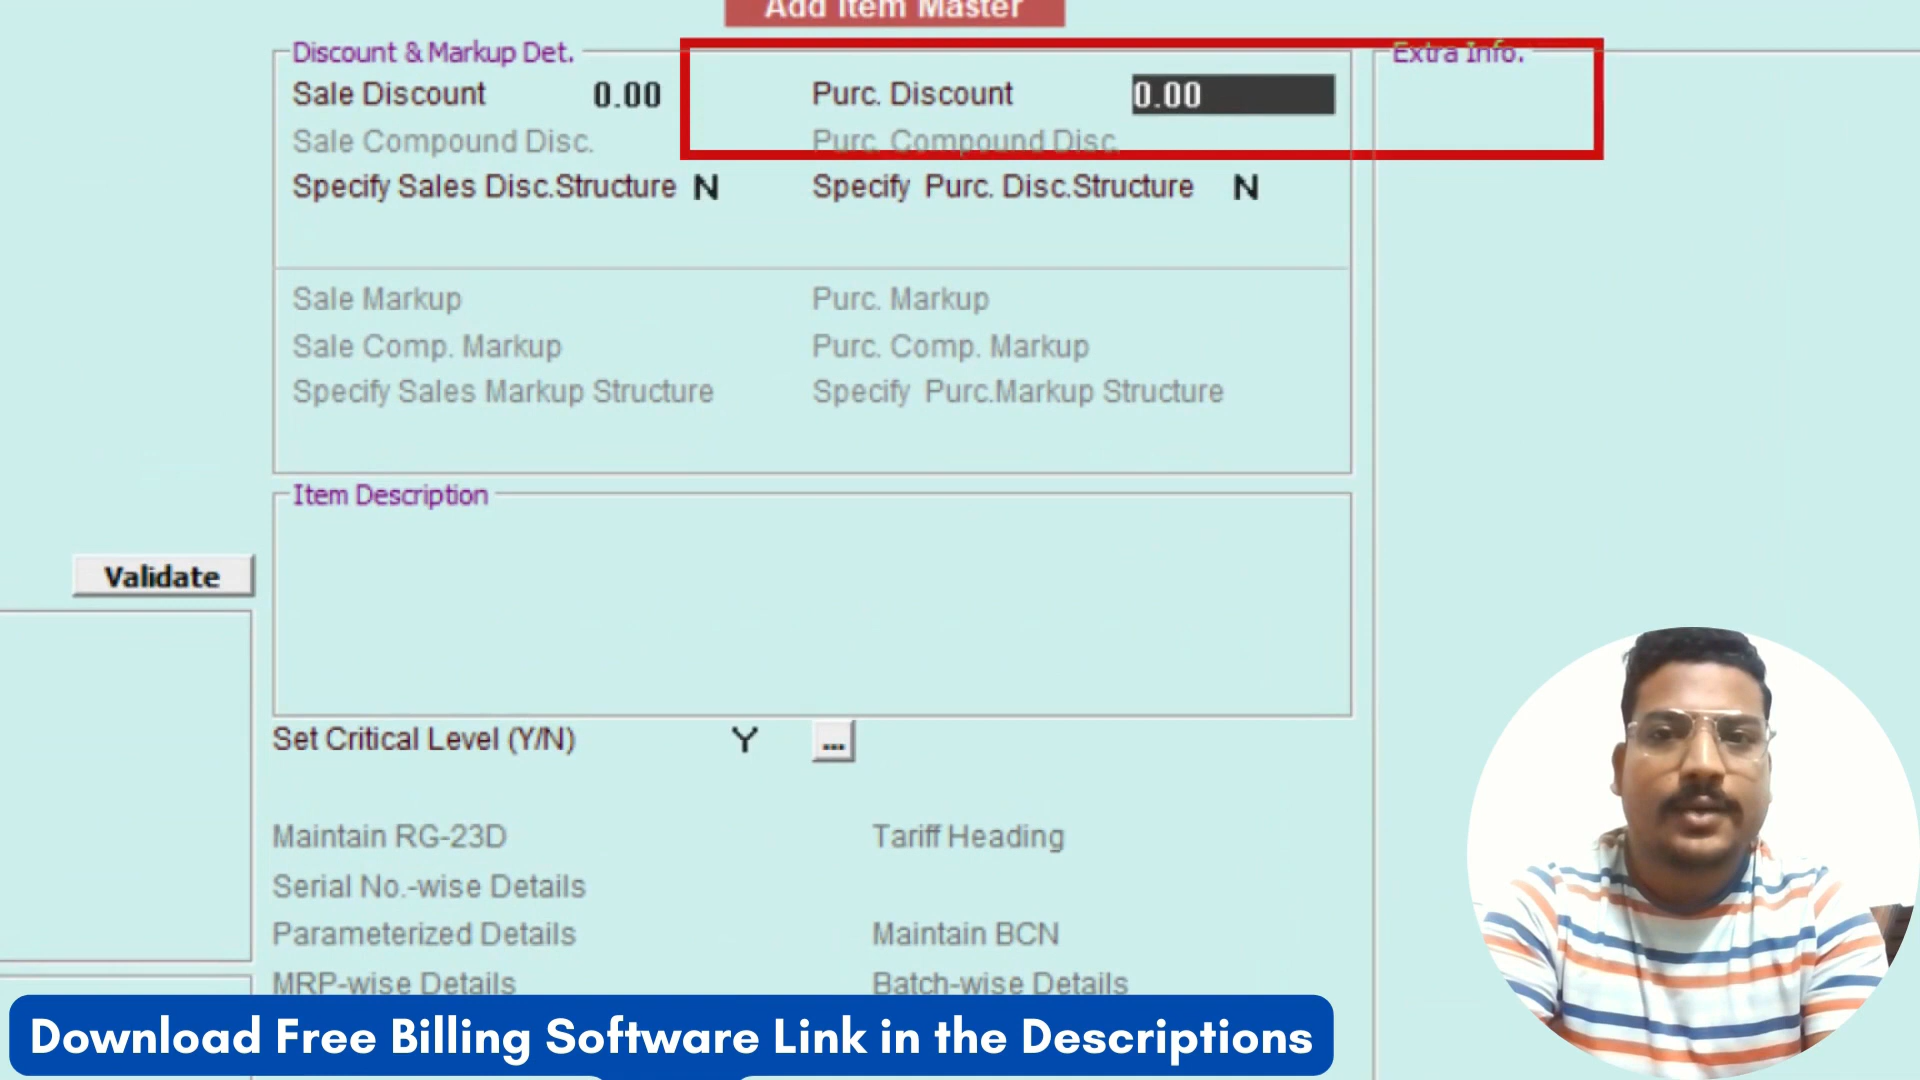 Add Item Master
Discount & Markup Det.
Extra Info.
Sale Discount 0.00 Purc. Discount 0.00
Sale Compound Disc. Purc. Compound Disc.
Specify Sales Disc.Structure N Specify Purc. Disc.Structure N
Sale Markup Purc. Markup
Sale Comp. Markup Purc. Comp. Markup
Specify Sales Markup Structure Specify Purc.Markup Structure
Item Description
Validate
Set Critical Level (Y/N) Y ...
Maintain RG-23D Tariff Heading
Serial No.-wise Details
Parameterized Details Maintain BCN
MRP-wise Details Batch-wise Details
Download Free Billing Software Link in the Descriptions